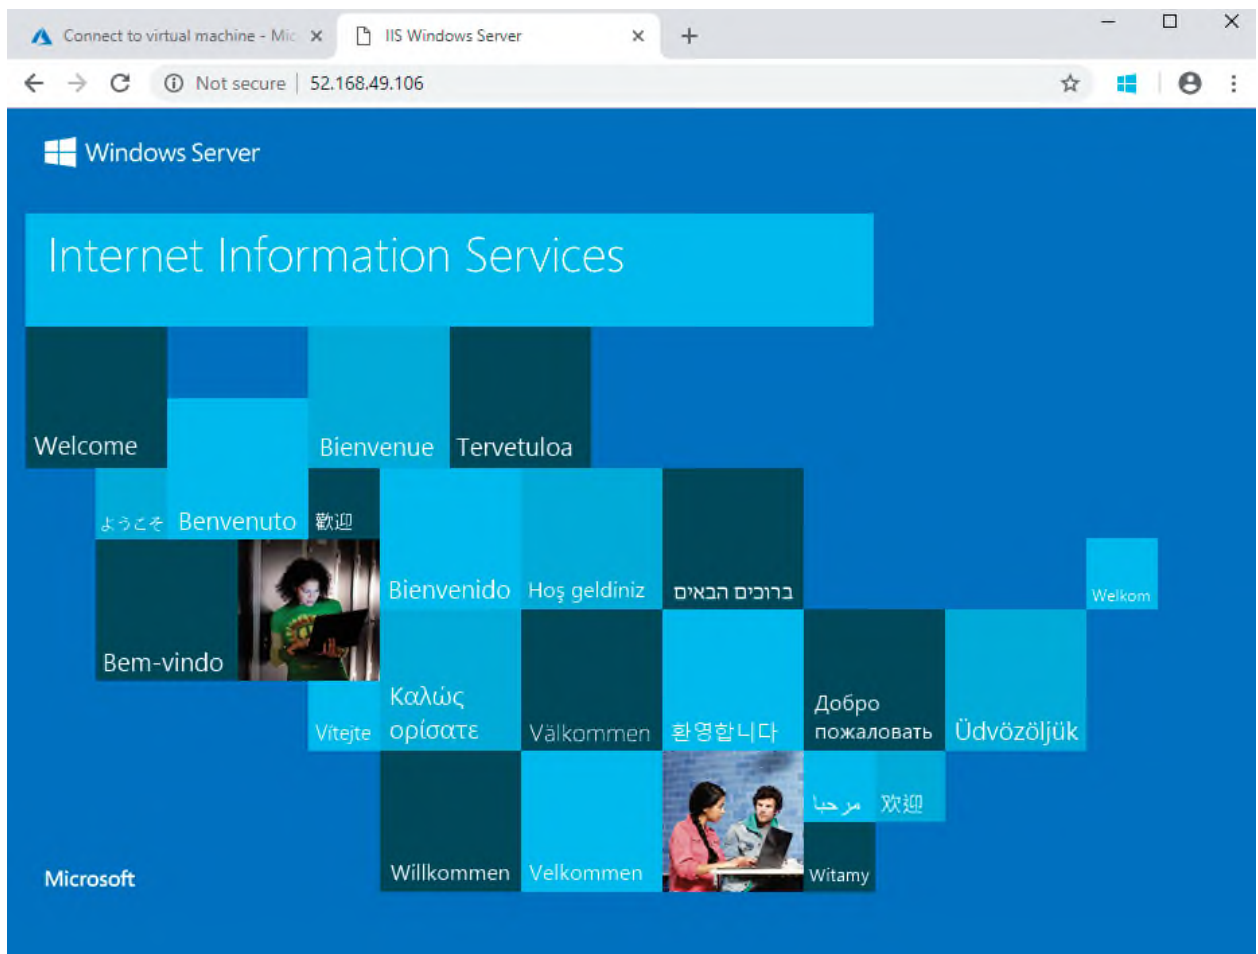 Connect to virtual machine - Mic
IIS Windows Server
Not secure
52.168.49.106
Windows Server
Internet Information Services
Welcome
Bienvenue
Tervetuloa
ようこそ
Benvenuto
歡迎
Bienvenido
Hoş geldiniz
ברוכים הבאים
Welkom
Bem-vindo
Vítejte
Καλώς
ορίσατε
Välkommen
환영합니다
Добро
пожаловать
Üdvözöljük
مرحبا
欢迎
Microsoft
Willkommen
Velkommen
Witamy